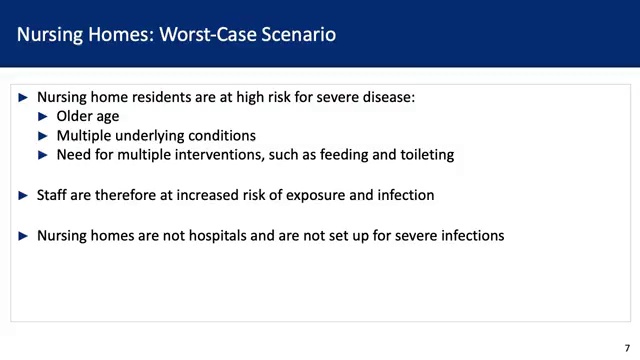 Nursing Homes: Worst-Case Scenario
► Nursing home residents are at high risk for severe disease:
► Older age
► Multiple underlying conditions
► Need for multiple interventions, such as feeding and toileting
► Staff are therefore at increased risk of exposure and infection
► Nursing homes are not hospitals and are not set up for severe infections
7